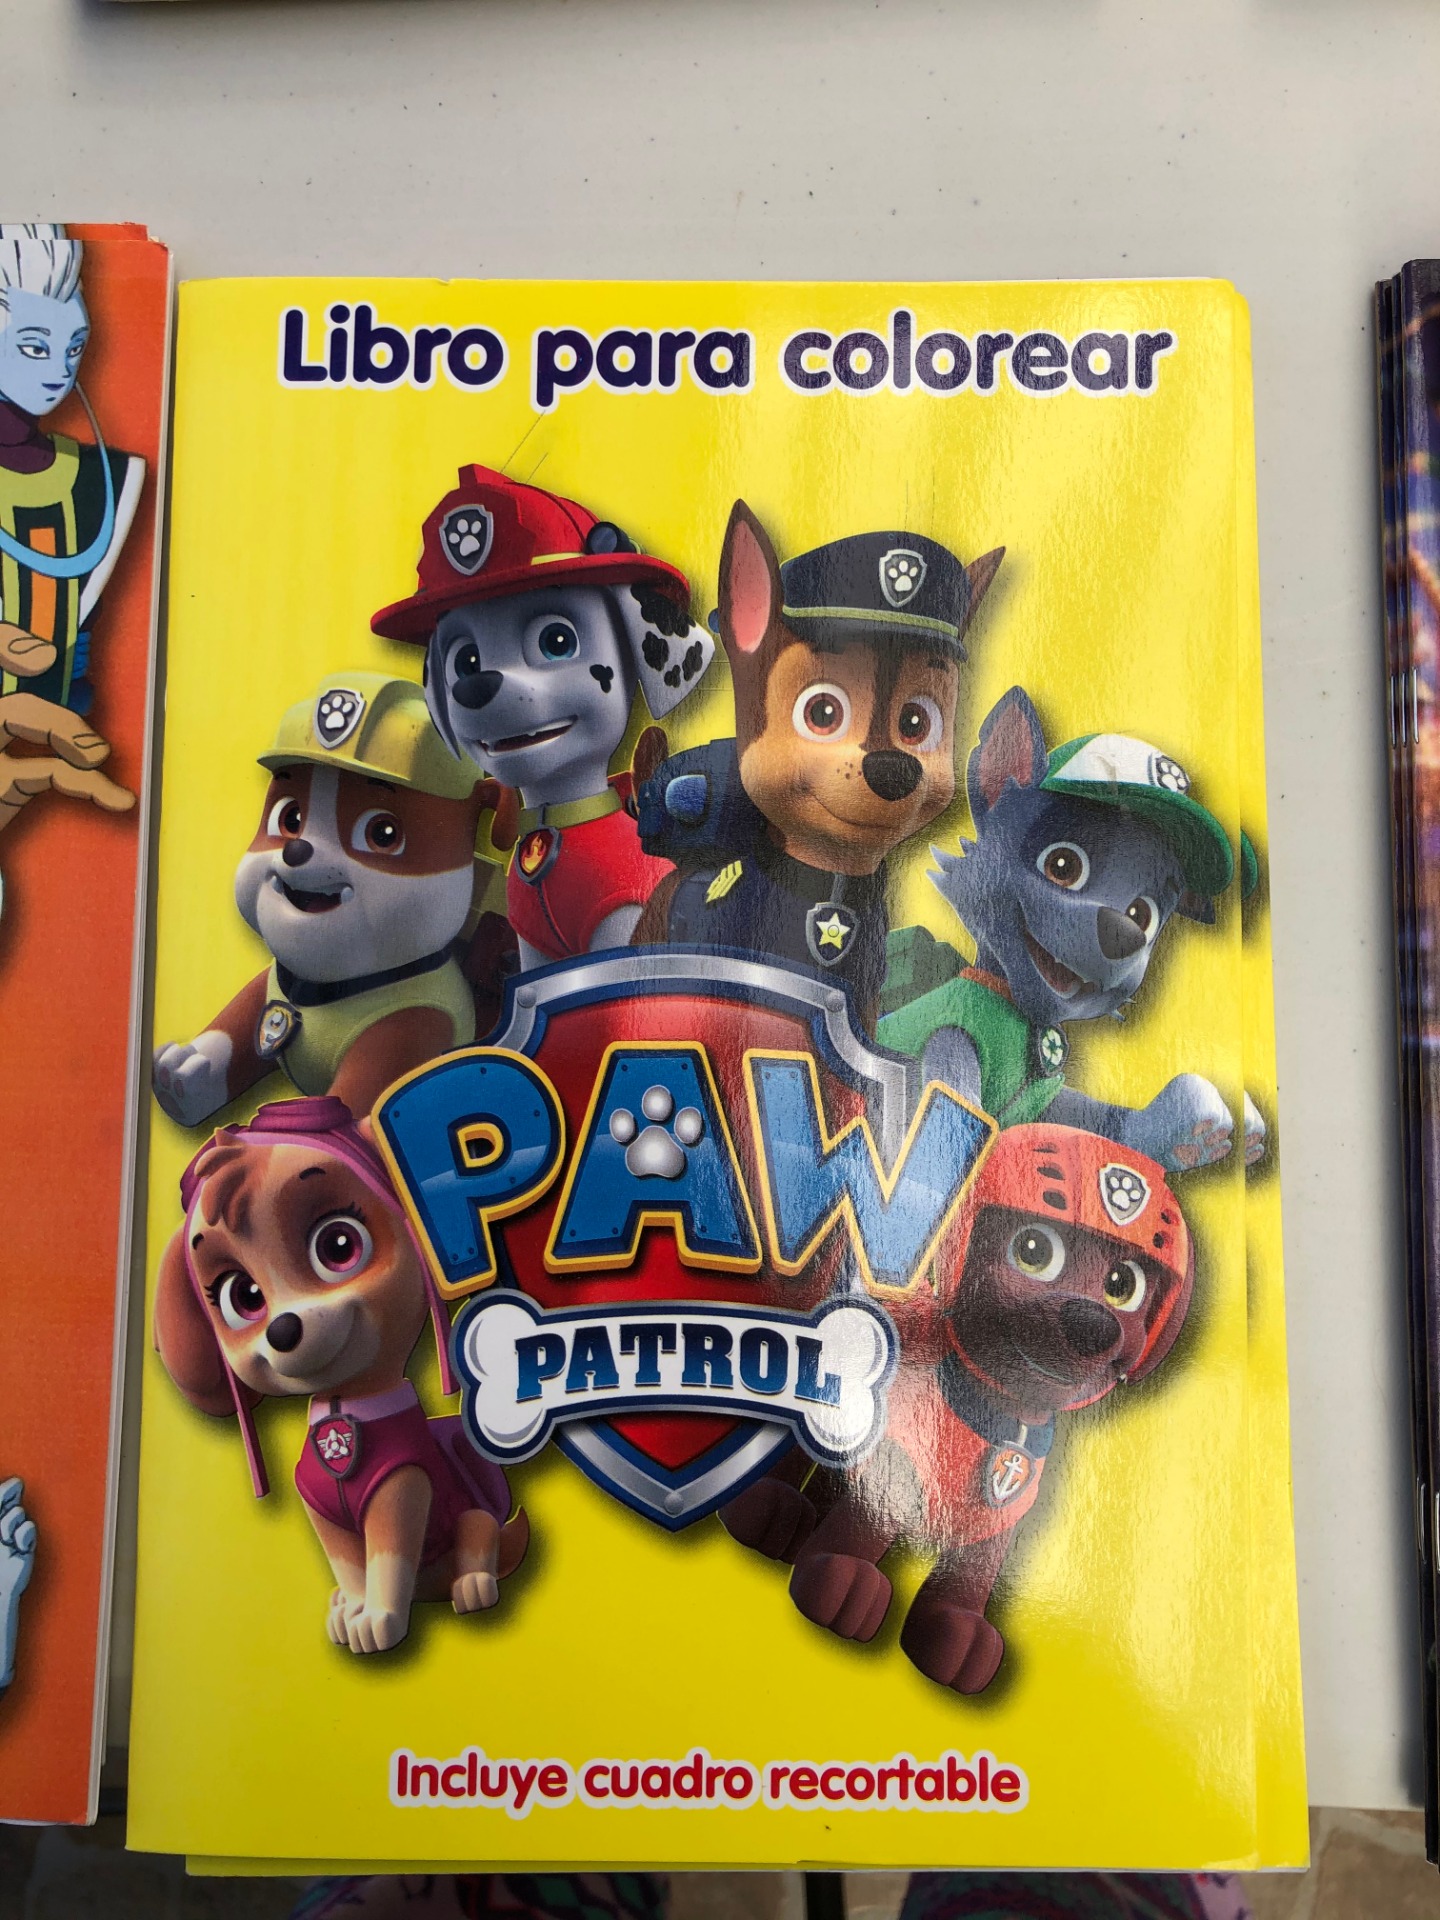 Libro para colorear
PAW
PATROL
Incluye cuadro recortable